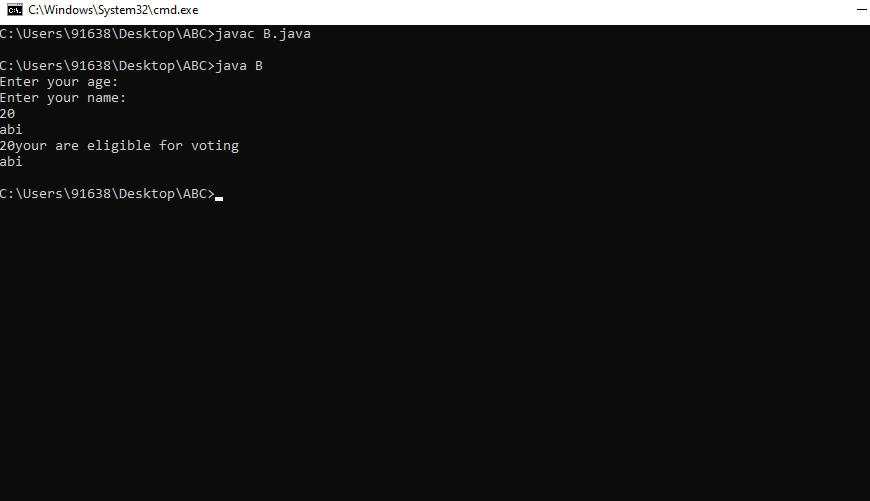 C:\Windows\System32\cmd.exe
C:\Users\91638\Desktop\ABC>javac B.java
C:\Users\91638\Desktop\ABC>java B
Enter your age:
Enter your name:
20
abi
20your are eligible for voting
abi
C:\Users\91638\Desktop\ABC>